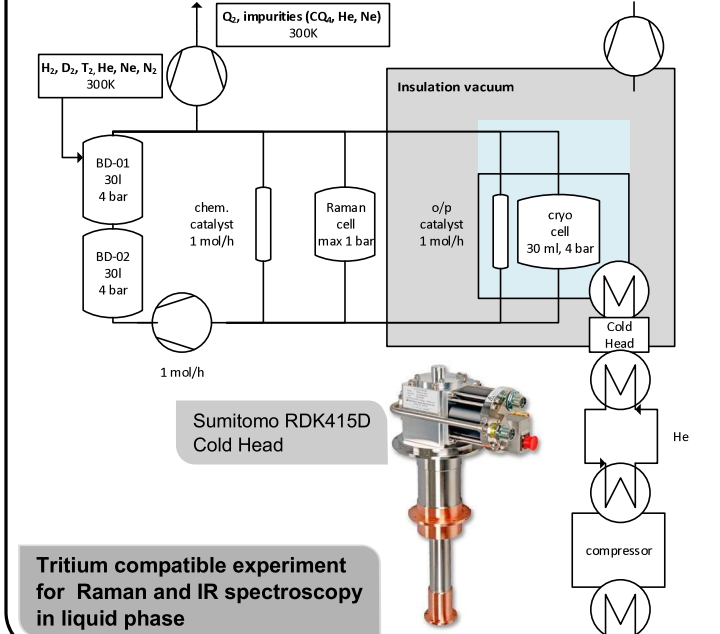 Q₂, impurities (CQ₄, He, Ne)
300K
H₂, D₂, T₂, He, Ne, N₂
300K
Insulation vacuum
BD-01
30l
4 bar
BD-02
30l
4 bar
chem.
catalyst
1 mol/h
Raman
cell
max 1 bar
o/p
catalyst
1 mol/h
cryo
cell
30 ml, 4 bar
Cold
Head
1 mol/h
Sumitomo RDK415D
Cold Head
He
compressor
Tritium compatible experiment
for Raman and IR spectroscopy
in liquid phase